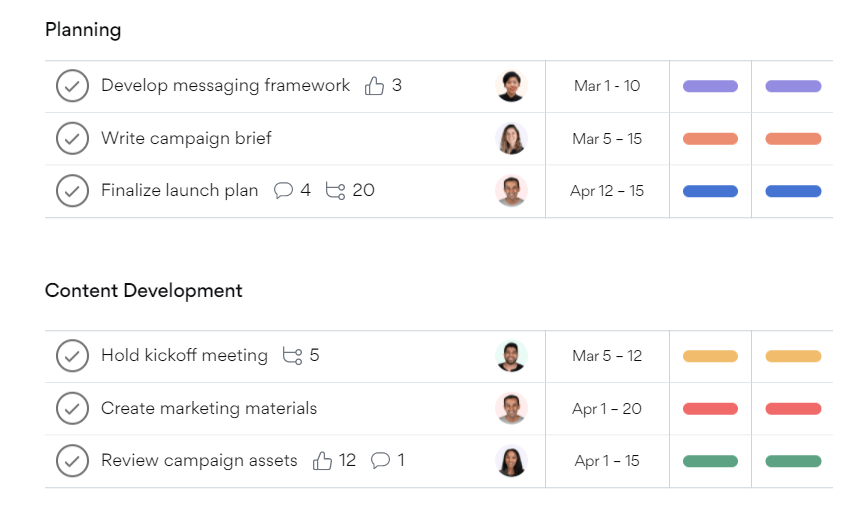 Planning
Develop messaging framework 3 Mar 1 - 10
Write campaign brief Mar 5 – 15
Finalize launch plan 4 20 Apr 12 – 15
Content Development
Hold kickoff meeting 5 Mar 5 – 12
Create marketing materials Apr 1 – 20
Review campaign assets 12 1 Apr 1 – 15